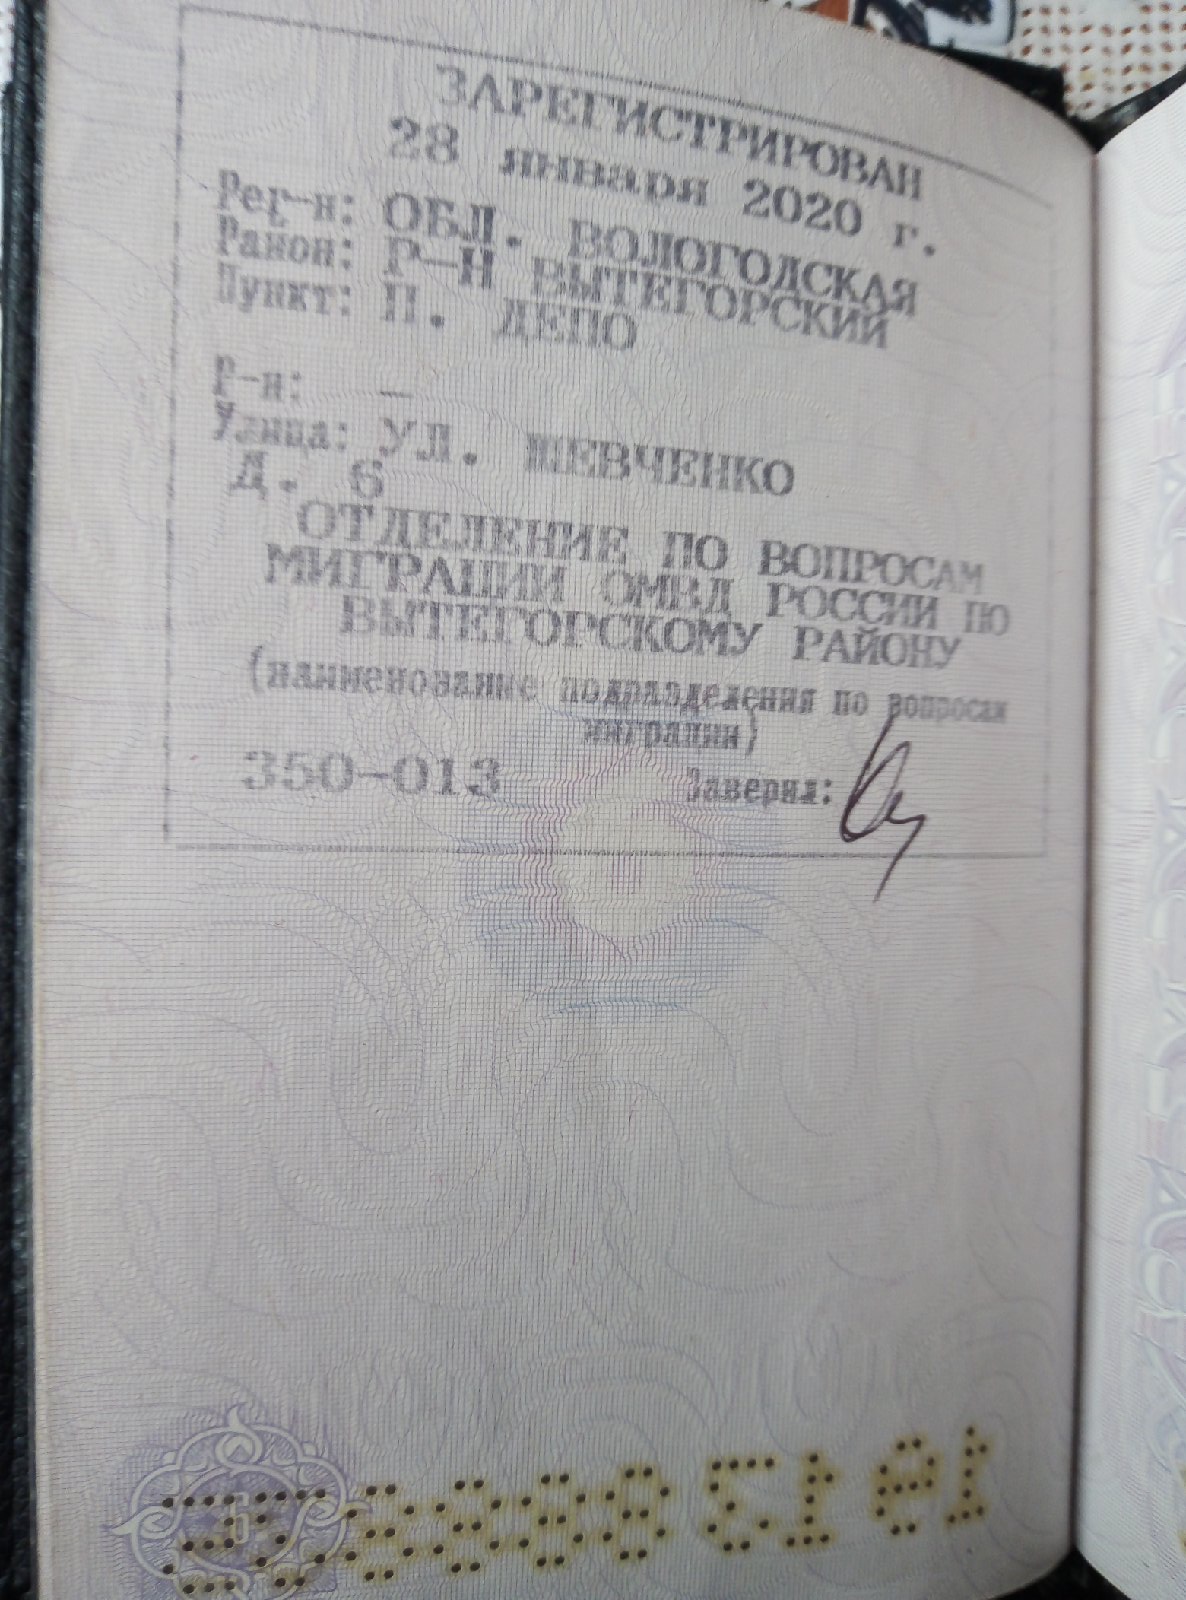 ЗАРЕГИСТРИРОВАН
28 января 2020 г.
Рег-н: ОБЛ. ВОЛОГОДСКАЯ
Район: Р-Н ВЫТЕГОРСКИЙ
Пункт: П. ДЕПО
Р-н: –
Улица: УЛ. ШЕВЧЕНКО
Д. 6
ОТДЕЛЕНИЕ ПО ВОПРОСАМ
МИГРАЦИИ ОМВД РОССИИ ПО
ВЫТЕГОРСКОМУ РАЙОНУ
(наименование подразделения по вопросам
миграции)
350-013 Заверил:
6